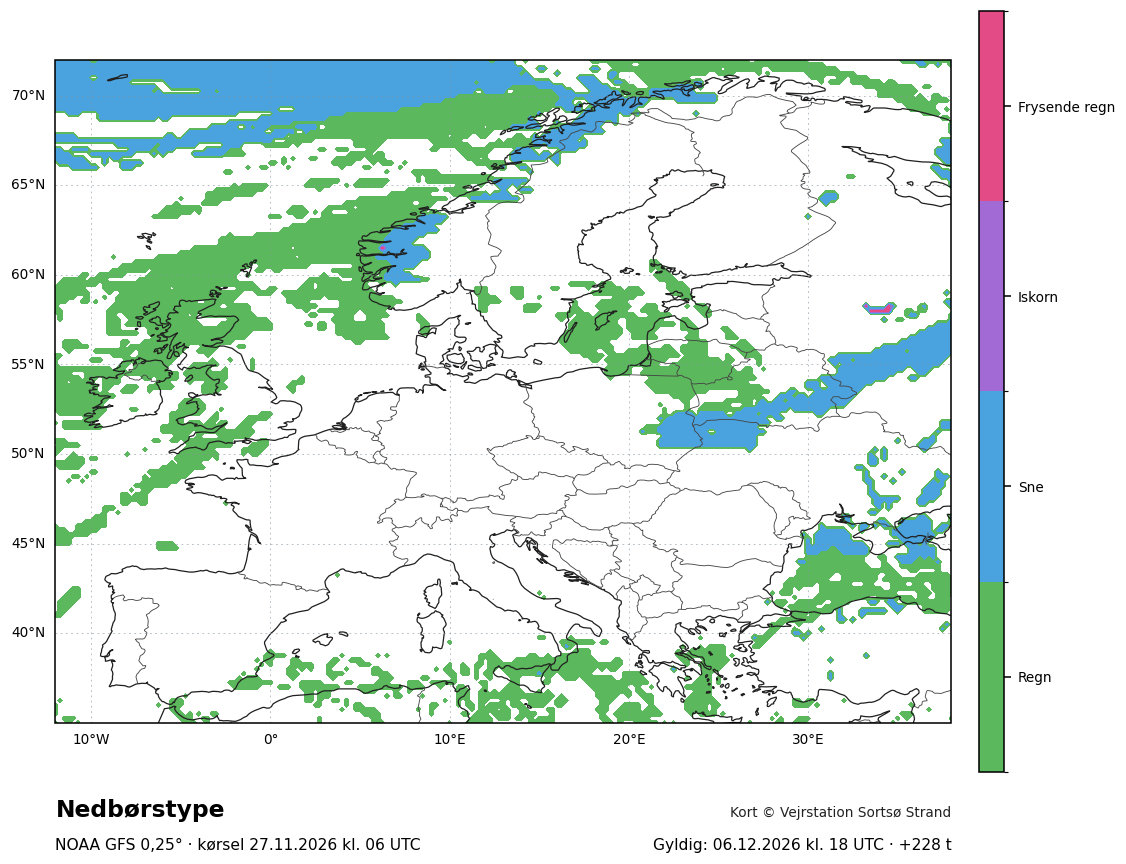 70°N
65°N
60°N
55°N
50°N
45°N
40°N
10°W
0°
10°E
20°E
30°E
Frysende regn
Iskorn
Sne
Regn
Nedbørstype
Kort © Vejrstation Sortsø Strand
NOAA GFS 0,25° · kørsel 27.11.2026 kl. 06 UTC
Gyldig: 06.12.2026 kl. 18 UTC · +228 t